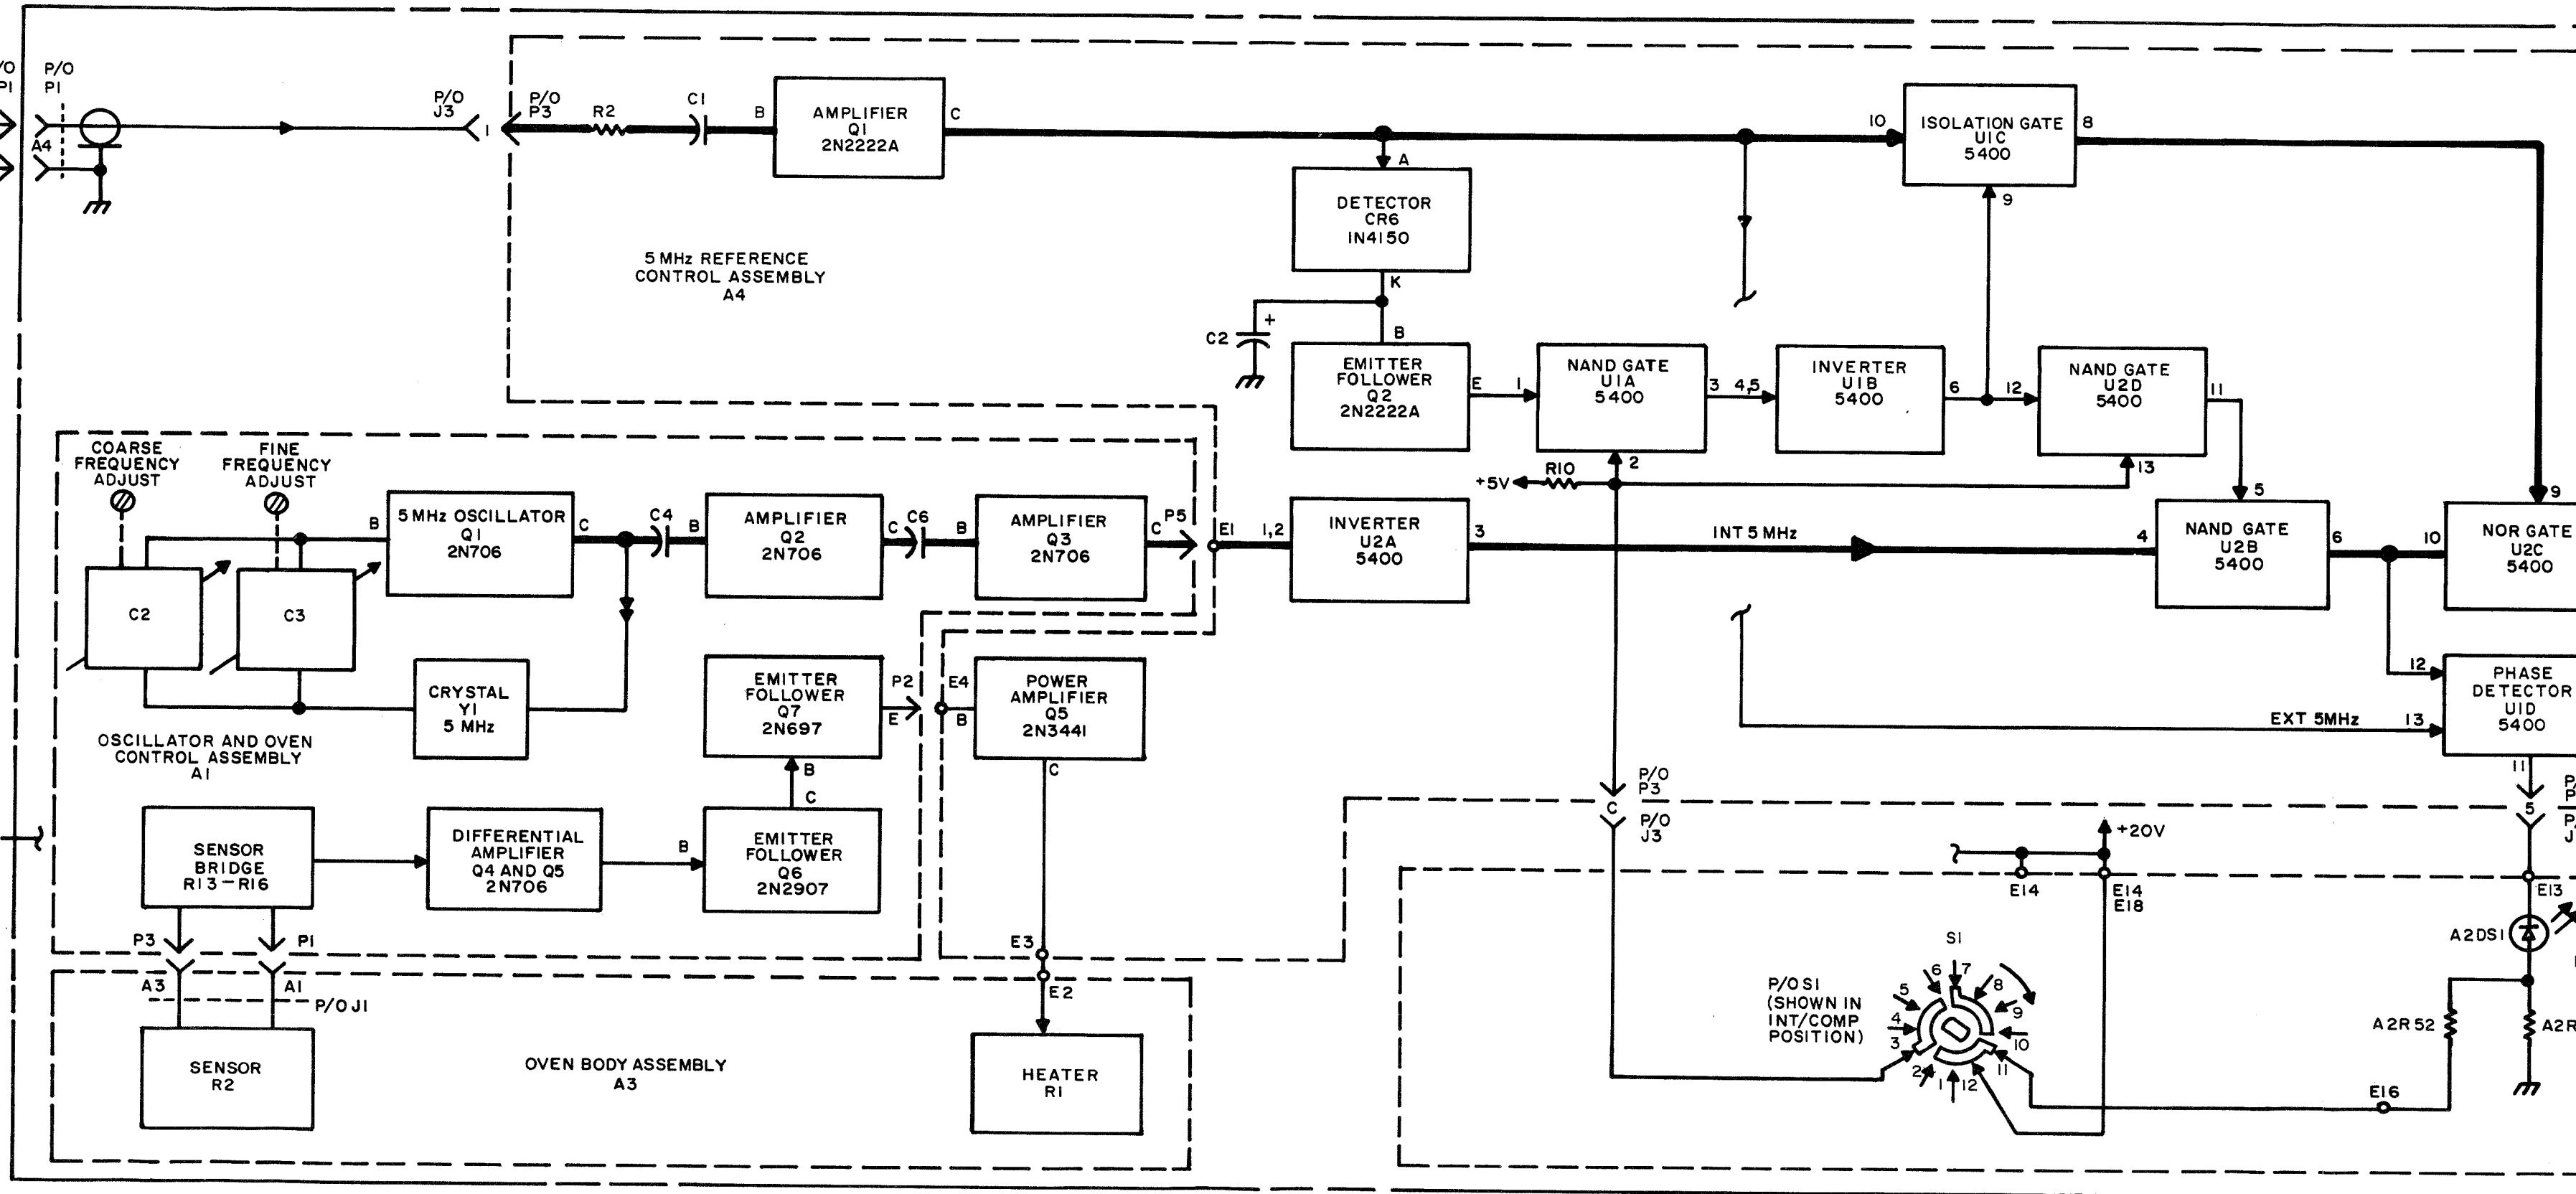 P/O
P1
P/O
P1
A4
P/O
J3
1
P/O
P3
R2
C1
B
AMPLIFIER
Q1
2N2222A
C
10
ISOLATION GATE
U1C
5400
8
9
A
DETECTOR
CR6
1N4150
K
5 MHz REFERENCE
CONTROL ASSEMBLY
A4
C2
+
B
EMITTER
FOLLOWER
Q2
2N2222A
E
1
NAND GATE
U1A
5400
3
4,5
INVERTER
U1B
5400
6
12
NAND GATE
U2D
5400
11
2
13
R10
+5V
COARSE
FREQUENCY
ADJUST
FINE
FREQUENCY
ADJUST
B
5 MHz OSCILLATOR
Q1
2N706
C
C4
B
AMPLIFIER
Q2
2N706
C
C6
B
AMPLIFIER
Q3
2N706
C
P5
E1
1,2
INVERTER
U2A
5400
3
INT 5 MHz
4
5
NAND GATE
U2B
5400
6
10
9
NOR GATE
U2C
5400
C2
C3
CRYSTAL
Y1
5 MHz
EMITTER
FOLLOWER
Q7
2N697
P2
E
E4
B
POWER
AMPLIFIER
Q5
2N3441
C
12
PHASE
DETECTOR
U1D
5400
EXT 5MHz
13
11
OSCILLATOR AND OVEN
CONTROL ASSEMBLY
A1
B
C
SENSOR
BRIDGE
R13-R16
DIFFERENTIAL
AMPLIFIER
Q4 AND Q5
2N706
B
EMITTER
FOLLOWER
Q6
2N2907
P/O
P3
C
P/O
J3
+20V
5
E14
E14
E18
E13
P3
P1
E3
A3
A1
P/O J1
E2
SENSOR
R2
OVEN BODY ASSEMBLY
A3
HEATER
R1
S1
P/O S1
(SHOWN IN
INT/COMP
POSITION)
1
2
3
4
5
6
7
8
9
10
11
12
A2DS1
A2R52
E16